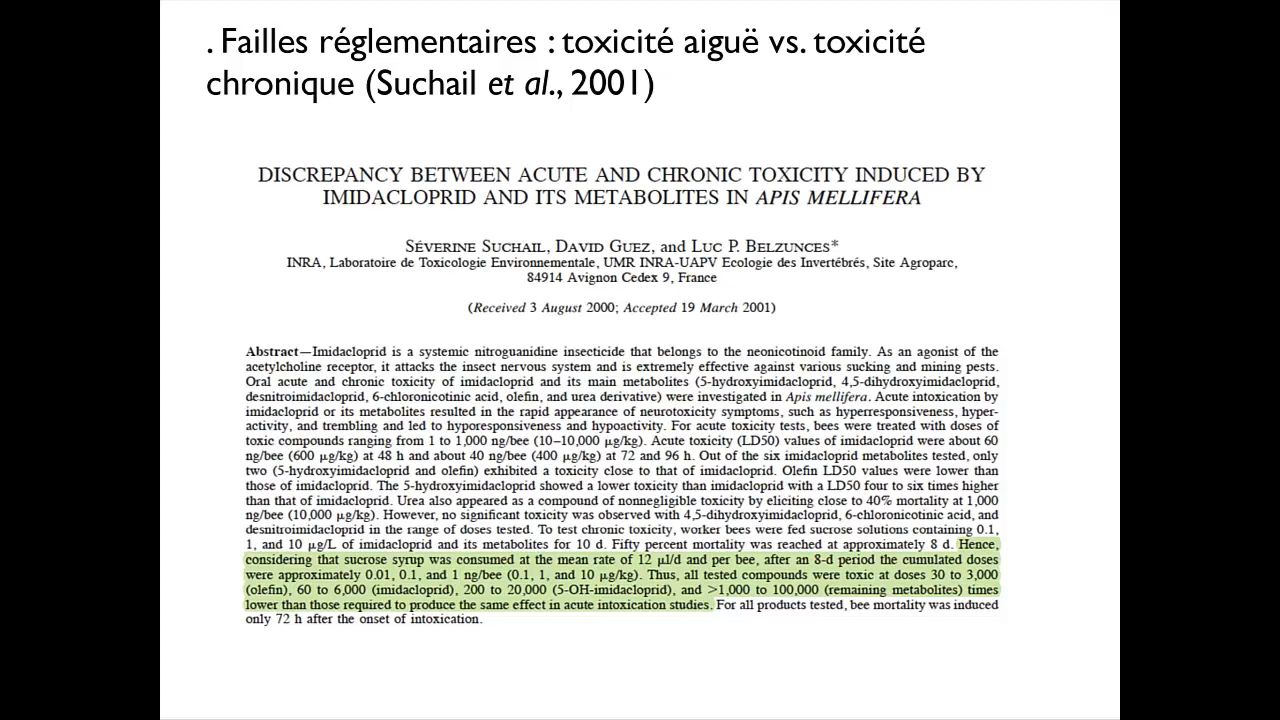 . Failles réglementaires : toxicité aiguë vs. toxicité
chronique (Suchail et al., 2001)
DISCREPANCY BETWEEN ACUTE AND CHRONIC TOXICITY INDUCED BY
IMIDACLOPRID AND ITS METABOLITES IN APIS MELLIFERA
SÉVERINE SUCHAIL, DAVID GUEZ, and LUC P. BELZUNCES*
INRA, Laboratoire de Toxicologie Environnementale, UMR INRA-UAPV Ecologie des Invertébrés, Site Agroparc,
84914 Avignon Cedex 9, France
(Received 3 August 2000; Accepted 19 March 2001)
Abstract—Imidacloprid is a systemic nitroguanidine insecticide that belongs to the neonicotinoid family. As an agonist of the
acetylcholine receptor, it attacks the insect nervous system and is extremely effective against various sucking and mining pests.
Oral acute and chronic toxicity of imidacloprid and its main metabolites (5-hydroxyimidacloprid, 4,5-dihydroxyimidacloprid,
desnitroimidacloprid, 6-chloronicotinic acid, olefin, and urea derivative) were investigated in Apis mellifera. Acute intoxication by
imidacloprid or its metabolites resulted in the rapid appearance of neurotoxicity symptoms, such as hyperresponsiveness, hyper-
activity, and trembling and led to hyporesponsiveness and hypoactivity. For acute toxicity tests, bees were treated with doses of
toxic compounds ranging from 1 to 1,000 ng/bee (10–10,000 μg/kg). Acute toxicity (LD50) values of imidacloprid were about 60
ng/bee (600 μg/kg) at 48 h and about 40 ng/bee (400 μg/kg) at 72 and 96 h. Out of the six imidacloprid metabolites tested, only
two (5-hydroxyimidacloprid and olefin) exhibited a toxicity close to that of imidacloprid. Olefin LD50 values were lower than
those of imidacloprid. The 5-hydroxyimidacloprid showed a lower toxicity than imidacloprid with a LD50 four to six times higher
than that of imidacloprid. Urea also appeared as a compound of nonnegligible toxicity by eliciting close to 40% mortality at 1,000
ng/bee (10,000 μg/kg). However, no significant toxicity was observed with 4,5-dihydroxyimidacloprid, 6-chloronicotinic acid, and
desnitroimidacloprid in the range of doses tested. To test chronic toxicity, worker bees were fed sucrose solutions containing 0.1,
1, and 10 μg/L of imidacloprid and its metabolites for 10 d. Fifty percent mortality was reached at approximately 8 d. Hence,
considering that sucrose syrup was consumed at the mean rate of 12 μl/d and per bee, after an 8-d period the cumulated doses
were approximately 0.01, 0.1, and 1 ng/bee (0.1, 1, and 10 μg/kg). Thus, all tested compounds were toxic at doses 30 to 3,000
(olefin), 60 to 6,000 (imidacloprid), 200 to 20,000 (5-OH-imidacloprid), and >1,000 to 100,000 (remaining metabolites) times
lower than those required to produce the same effect in acute intoxication studies. For all products tested, bee mortality was induced
only 72 h after the onset of intoxication.